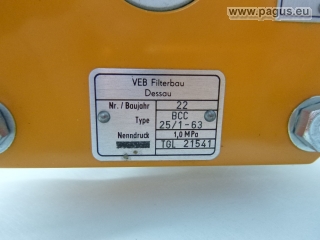 www.pagus.eu
VEB Filterbau
Dessau
Nr./Baujahr 22
Type BCC
25/1-63
Nenndruck 1,0 MPa
TGL 21541